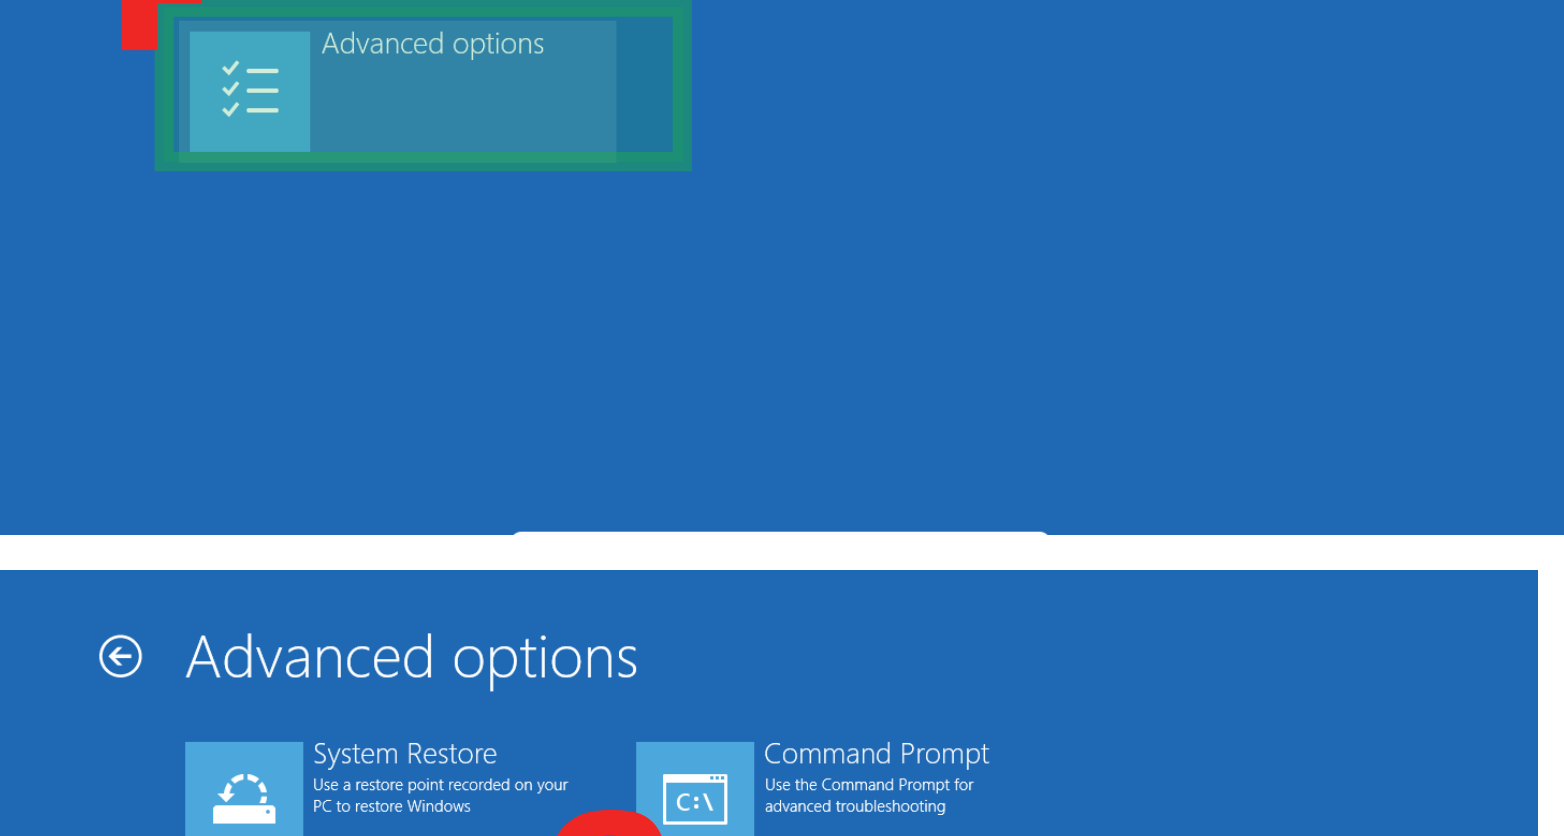 Advanced options
Advanced options
System Restore
Use a restore point recorded on your
PC to restore Windows
Command Prompt
Use the Command Prompt for
advanced troubleshooting
C:\